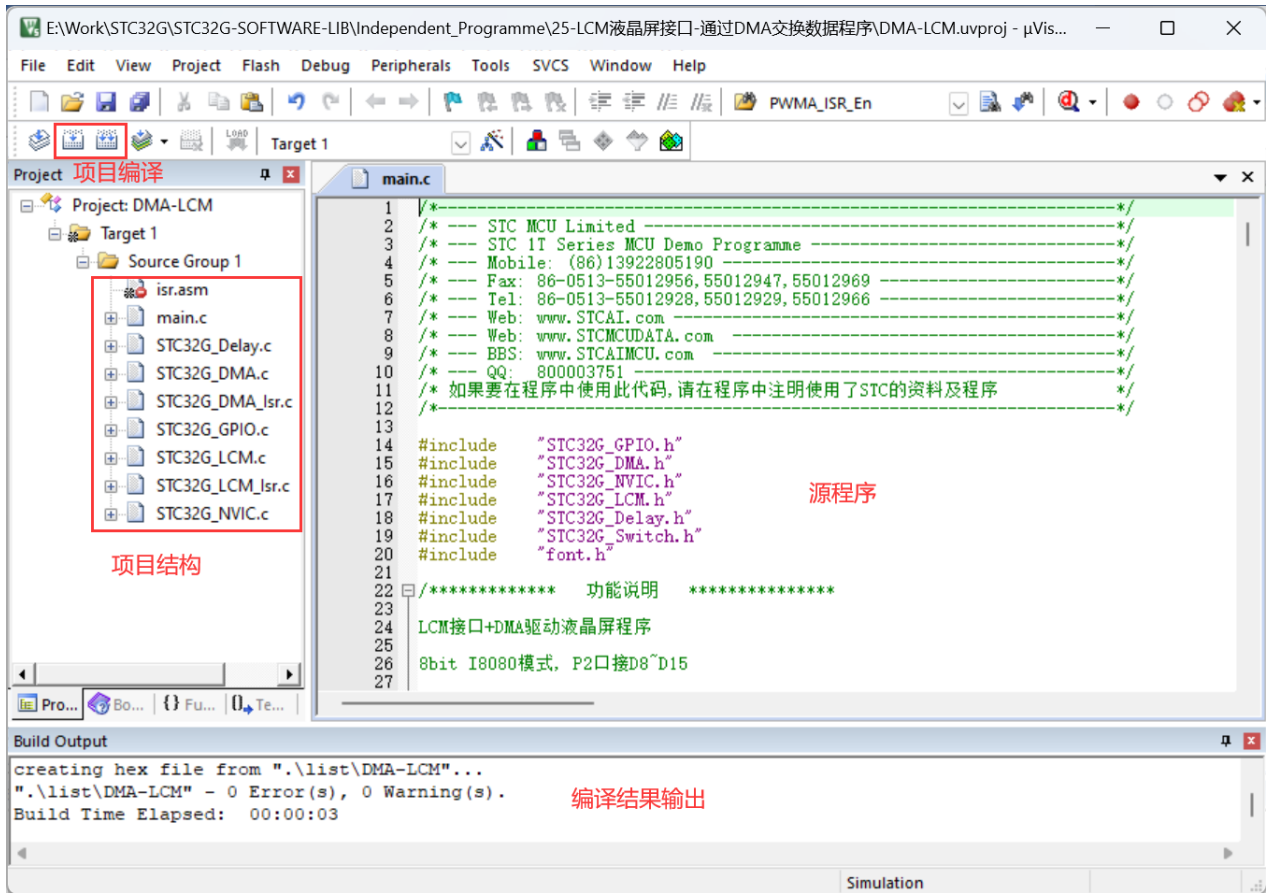 E:\Work\STC32G\STC32G-SOFTWARE-LIB\Independent_Programme\25-LCM液晶屏接口-通过DMA交换数据程序\DMA-LCM.uvproj - µVis...
File Edit View Project Flash Debug Peripherals Tools SVCS Window Help
PWMA_ISR_En
LOAD
Target 1
Project 项目编译
Project: DMA-LCM
Target 1
Source Group 1
isr.asm
main.c
STC32G_Delay.c
STC32G_DMA.c
STC32G_DMA_Isr.c
STC32G_GPIO.c
STC32G_LCM.c
STC32G_LCM_Isr.c
STC32G_NVIC.c
项目结构
Pro... Bo... {} Fu... Te...
main.c
1 /*---------------------------------------------------------------------*/
2 /* --- STC MCU Limited ------------------------------------------------*/
3 /* --- STC 1T Series MCU Demo Programme -------------------------------*/
4 /* --- Mobile: (86)13922805190 ----------------------------------------*/
5 /* --- Fax: 86-0513-55012956,55012947,55012969 ------------------------*/
6 /* --- Tel: 86-0513-55012928,55012929,55012966 ------------------------*/
7 /* --- Web: www.STCAI.com ---------------------------------------------*/
8 /* --- Web: www.STCMCUDATA.com  ---------------------------------------*/
9 /* --- BBS: www.STCAIMCU.com  -----------------------------------------*/
10 /* --- QQ:  800003751 -------------------------------------------------*/
11 /* 如果要在程序中使用此代码,请在程序中注明使用了STC的资料及程序 */
12 /*---------------------------------------------------------------------*/
13
14 #include "STC32G_GPIO.h"
15 #include "STC32G_DMA.h"
16 #include "STC32G_NVIC.h"
17 #include "STC32G_LCM.h"
18 #include "STC32G_Delay.h"
19 #include "STC32G_Switch.h"
20 #include "font.h"
21
22 /************* 功能说明 ***************
23
24 LCM接口+DMA驱动液晶屏程序
25
26 8bit I8080模式, P2口接D8~D15
27
源程序
Build Output
creating hex file from ".\list\DMA-LCM"...
".\list\DMA-LCM" - 0 Error(s), 0 Warning(s).
Build Time Elapsed:  00:00:03
编译结果输出
Simulation